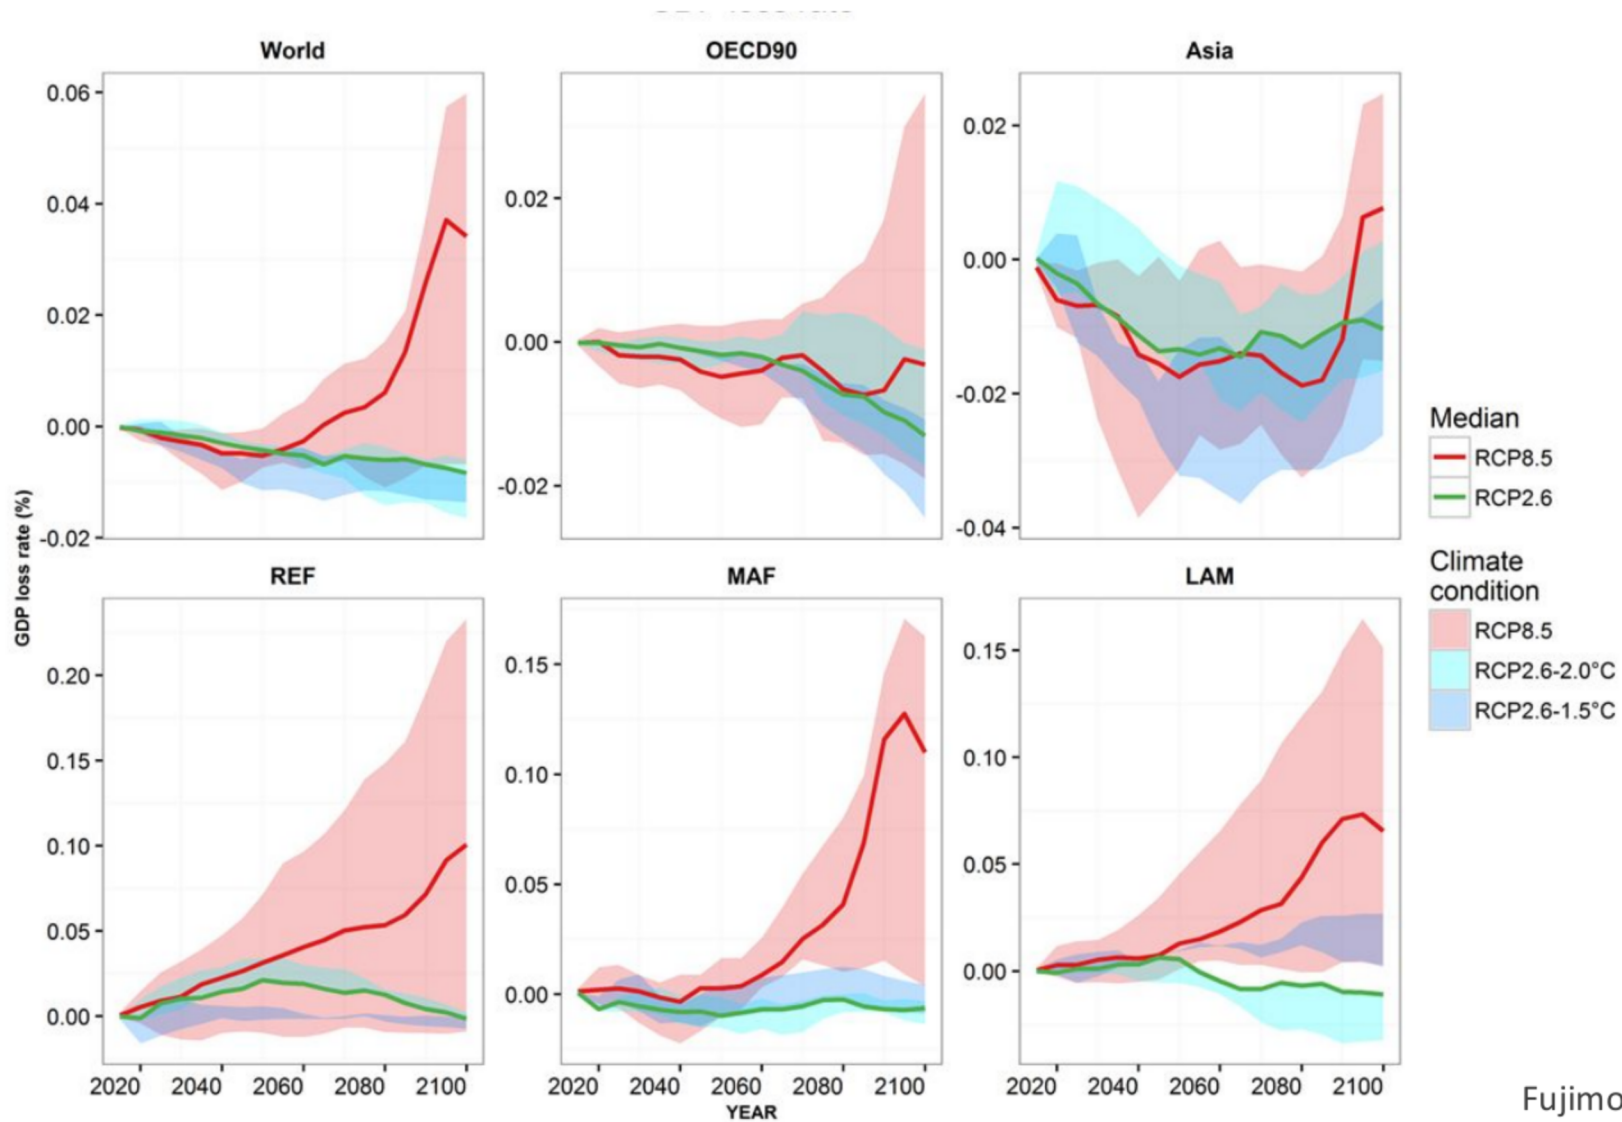 World
OECD90
Asia
0.06
0.04
0.02
0.00
-0.02
0.02
0.00
-0.02
0.02
0.00
-0.02
-0.04
GDP loss rate (%)
REF
MAF
LAM
0.20
0.15
0.10
0.05
0.00
0.15
0.10
0.05
0.00
0.15
0.10
0.05
0.00
2020 2040 2060 2080 2100
2020 2040 2060 2080 2100
2020 2040 2060 2080 2100
YEAR
Median
RCP8.5
RCP2.6
Climate
condition
RCP8.5
RCP2.6-2.0°C
RCP2.6-1.5°C
Fujimo